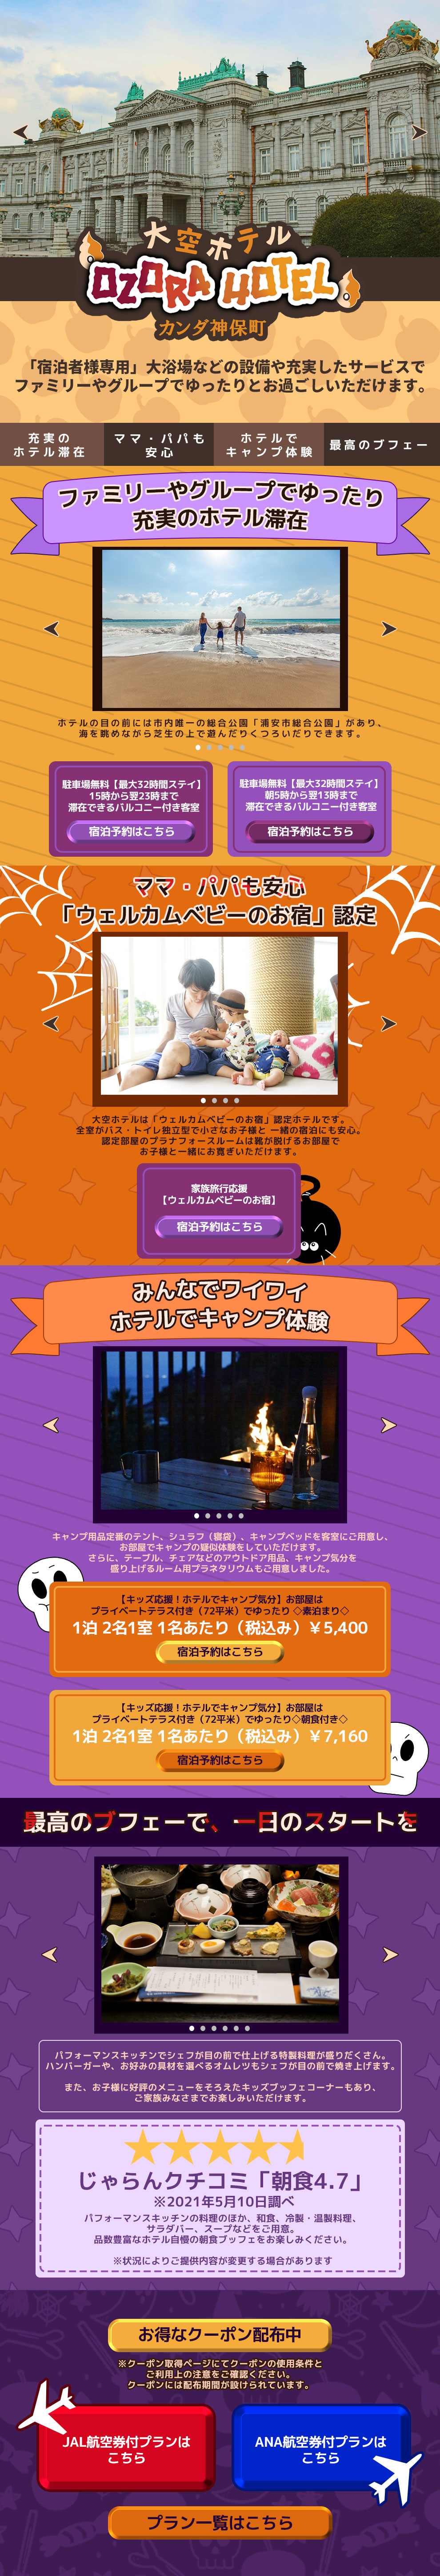 大空ホテル
OZORA HOTEL
カンダ神保町
「宿泊者様専用」大浴場などの設備や充実したサービスで
ファミリーやグループでゆったりとお過ごしいただけます。
充実の
ホテル滞在
ママ・パパも
安心
ホテルで
キャンプ体験
最高のブフェー
ファミリーやグループでゆったり
充実のホテル滞在
ホテルの目の前には市内唯一の総合公園「浦安市総合公園」があり、
海を眺めながら芝生の上で遊んだりくつろいだりできます。
駐車場無料【最大32時間ステイ】
15時から翌23時まで
滞在できるバルコニー付き客室
宿泊予約はこちら
駐車場無料【最大32時間ステイ】
朝5時から翌13時まで
滞在できるバルコニー付き客室
宿泊予約はこちら
ママ・パパも安心
「ウェルカムベビーのお宿」認定
大空ホテルは「ウェルカムベビーのお宿」認定ホテルです。
全室がバス・トイレ独立型で小さなお子様と 一緒の宿泊にも安心。
認定部屋のプラナフォースルームは靴が脱げるお部屋で
お子様と一緒にお寛ぎいただけます。
家族旅行応援
【ウェルカムベビーのお宿】
宿泊予約はこちら
みんなでワイワイ
ホテルでキャンプ体験
キャンプ用品定番のテント、シュラフ（寝袋）、キャンプベッドを客室にご用意し、
お部屋でキャンプの疑似体験をしていただけます。
さらに、テーブル、チェアなどのアウトドア用品、キャンプ気分を
盛り上げるルーム用プラネタリウムもご用意しました。
【キッズ応援！ホテルでキャンプ気分】お部屋は
プライベートテラス付き（72平米）でゆったり ◇素泊まり◇
1泊 2名1室 1名あたり（税込み）￥5,400
宿泊予約はこちら
【キッズ応援！ホテルでキャンプ気分】お部屋は
プライベートテラス付き（72平米）でゆったり◇朝食付き◇
1泊 2名1室 1名あたり（税込み）￥7,160
宿泊予約はこちら
最高のブフェーで、一日のスタートを
パフォーマンスキッチンでシェフが目の前で仕上げる特製料理が盛りだくさん。
ハンバーガーや、お好みの具材を選べるオムレツもシェフが目の前で焼き上げます。
また、お子様に好評のメニューをそろえたキッズブッフェコーナーもあり、
ご家族みなさまでお楽しみいただけます。
じゃらんクチコミ「朝食4.7」
※2021年5月10日調べ
パフォーマンスキッチンの料理のほか、和食、冷製・温製料理、
サラダバー、スープなどをご用意。
品数豊富なホテル自慢の朝食ブッフェをお楽しみください。
※状況によりご提供内容が変更する場合があります
お得なクーポン配布中
※クーポン取得ページにてクーポンの使用条件と
ご利用上の注意をご確認ください。
クーポンには配布期間が設けられています。
JAL航空券付プランは
こちら
ANA航空券付プランは
こちら
プラン一覧はこちら